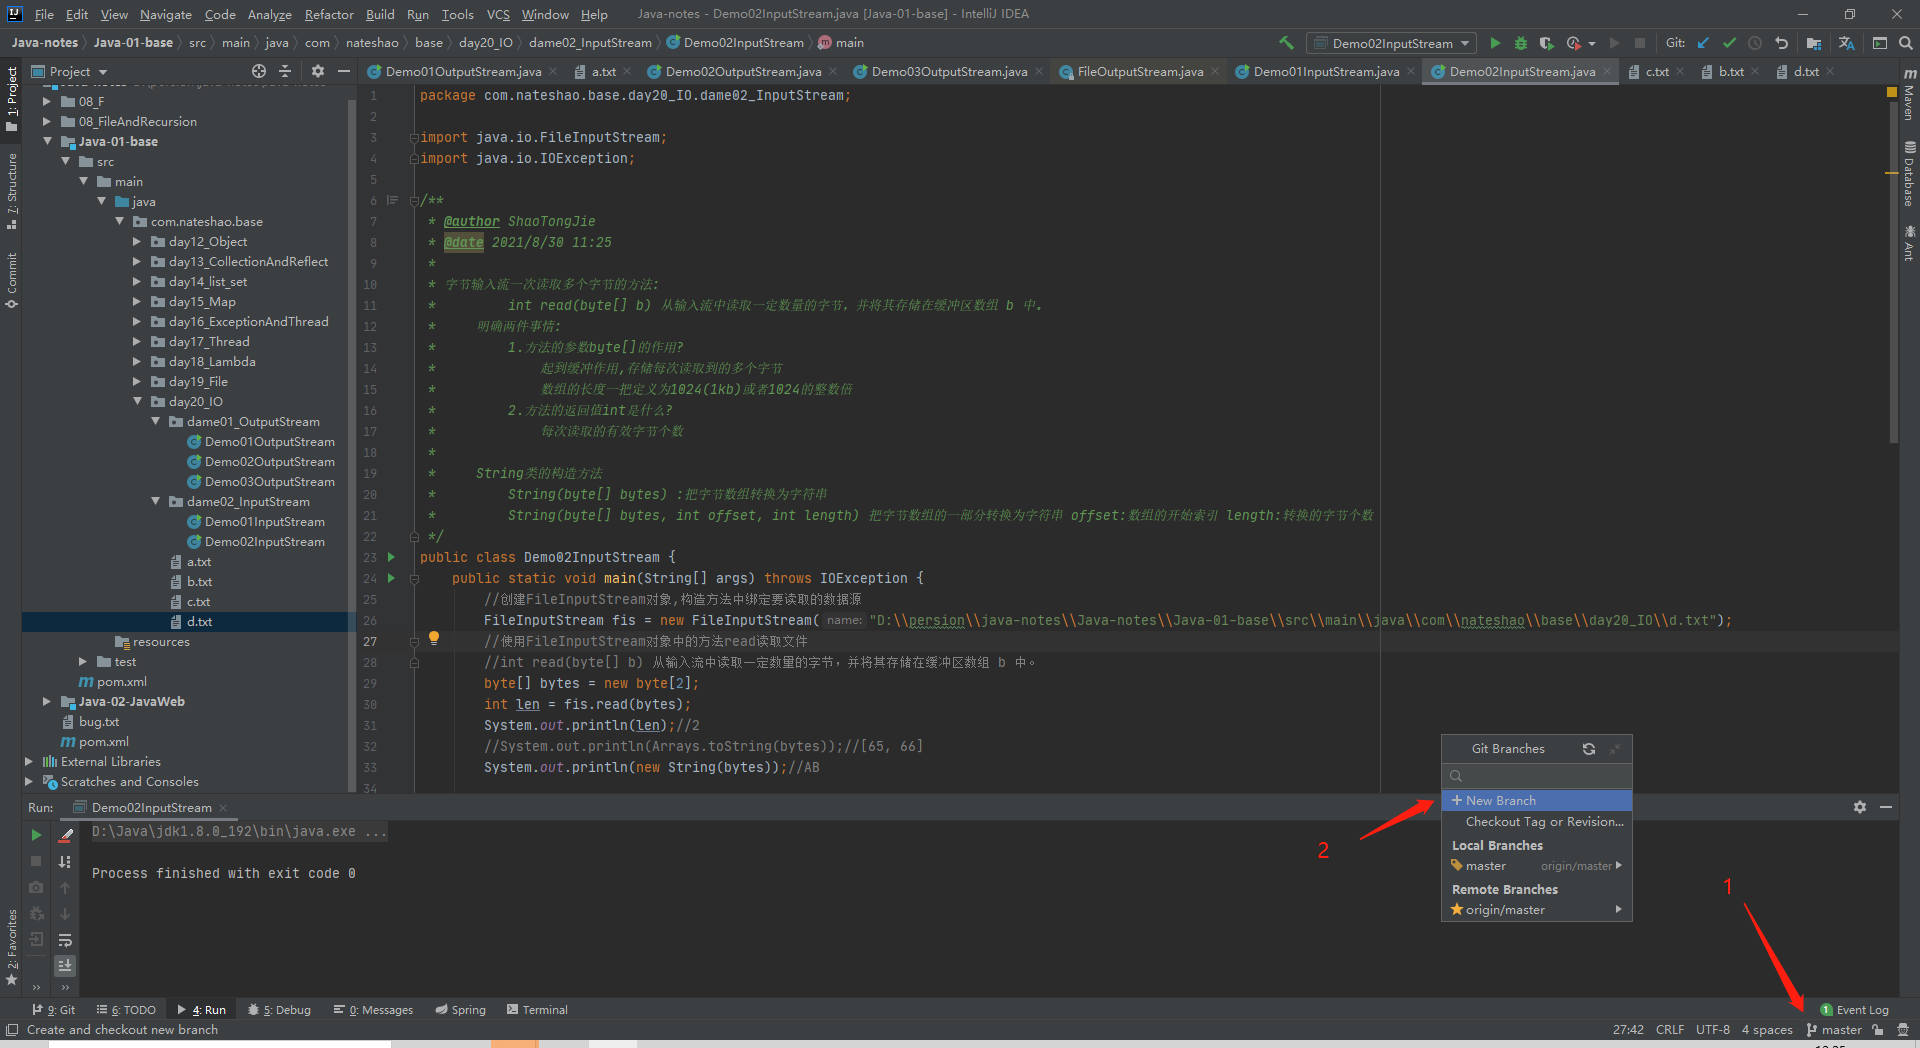 File Edit View Navigate Code Analyze Refactor Build Run Tools VCS Window Help Java-notes - Demo02InputStream.java [Java-01-base] - IntelliJ IDEA
Java-notes Java-01-base src main java com nateshao base day20_IO dame02_InputStream Demo02InputStream main Demo02InputStream Git:
Project
Demo01OutputStream.java a.txt Demo02OutputStream.java Demo03OutputStream.java FileOutputStream.java Demo01InputStream.java Demo02InputStream.java c.txt b.txt d.txt
1: Project
7: Structure
Commit
2: Favorites
08_F
08_FileAndRecursion
Java-01-base
src
main
java
com.nateshao.base
day12_Object
day13_CollectionAndReflect
day14_list_set
day15_Map
day16_ExceptionAndThread
day17_Thread
day18_Lambda
day19_File
day20_IO
dame01_OutputStream
Demo01OutputStream
Demo02OutputStream
Demo03OutputStream
dame02_InputStream
Demo01InputStream
Demo02InputStream
a.txt
b.txt
c.txt
d.txt
resources
test
pom.xml
Java-02-JavaWeb
bug.txt
pom.xml
External Libraries
Scratches and Consoles
1 package com.nateshao.base.day20_IO.dame02_InputStream;
2
3 import java.io.FileInputStream;
4 import java.io.IOException;
5
6 /**
7 * @author ShaoTongJie
8 * @date 2021/8/30 11:25
9 *
10 * 字节输入流一次读取多个字节的方法:
11 * int read(byte[] b) 从输入流中读取一定数量的字节，并将其存储在缓冲区数组 b 中。
12 * 明确两件事情:
13 * 1.方法的参数byte[]的作用?
14 * 起到缓冲作用,存储每次读取到的多个字节
15 * 数组的长度一把定义为1024(1kb)或者1024的整数倍
16 * 2.方法的返回值int是什么?
17 * 每次读取的有效字节个数
18 *
19 * String类的构造方法
20 * String(byte[] bytes) :把字节数组转换为字符串
21 * String(byte[] bytes, int offset, int length) 把字节数组的一部分转换为字符串 offset:数组的开始索引 length:转换的字节个数
22 */
23 public class Demo02InputStream {
24 public static void main(String[] args) throws IOException {
25 //创建FileInputStream对象,构造方法中绑定要读取的数据源
26 FileInputStream fis = new FileInputStream( name: "D:\\persion\\java-notes\\Java-notes\\Java-01-base\\src\\main\\java\\com\\nateshao\\base\\day20_IO\\d.txt");
27 //使用FileInputStream对象中的方法read读取文件
28 //int read(byte[] b) 从输入流中读取一定数量的字节，并将其存储在缓冲区数组 b 中。
29 byte[] bytes = new byte[2];
30 int len = fis.read(bytes);
31 System.out.println(len);//2
32 //System.out.println(Arrays.toString(bytes));//[65, 66]
33 System.out.println(new String(bytes));//AB
34
Maven
Database
Ant
Git Branches
+ New Branch
Checkout Tag or Revision...
Local Branches
master origin/master
Remote Branches
origin/master
2
1
Run: Demo02InputStream
D:\Java\jdk1.8.0_192\bin\java.exe ...
Process finished with exit code 0
9: Git 6: TODO 4: Run 5: Debug 0: Messages Spring Terminal 1 Event Log
Create and checkout new branch 27:42 CRLF UTF-8 4 spaces master